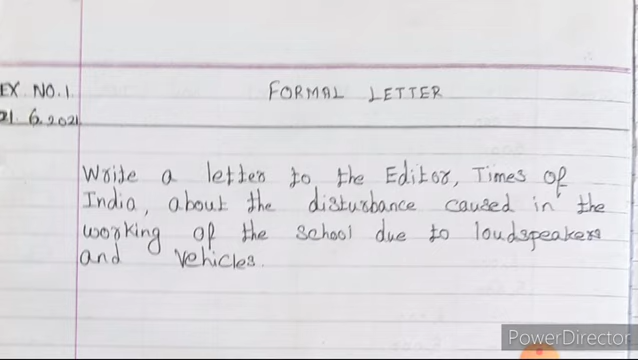 EX. NO. 1.
FORMAL LETTER
21. 6. 2021
Write a letter to the Editor, Times of
India, about the disturbance caused in the
working of the school due to loudspeakers
and vehicles.
PowerDirector